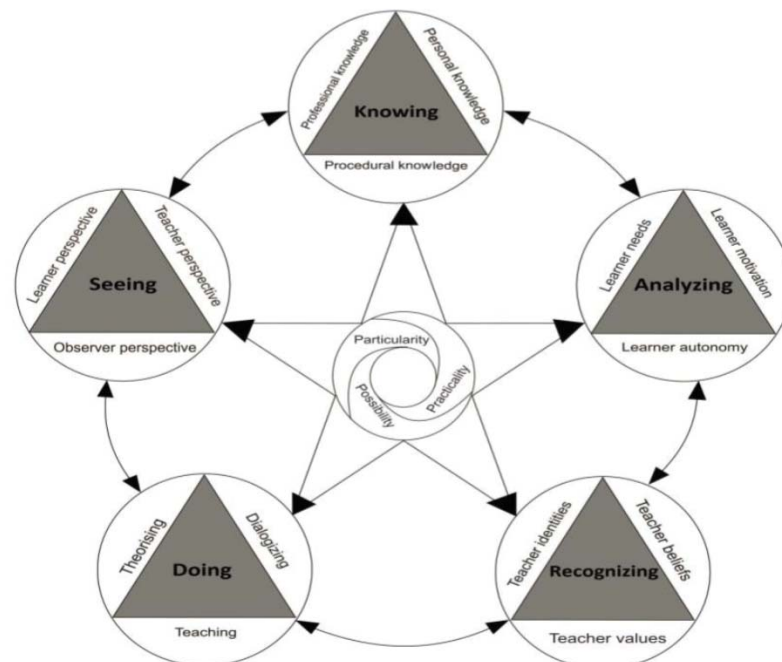 Professional knowledge
Personal knowledge
Knowing
Procedural knowledge
Learner perspective
Teacher perspective
Seeing
Observer perspective
Learner needs
Learner motivation
Analyzing
Learner autonomy
Particularity
Possibility
Practicality
Theorising
Dialogizing
Doing
Teaching
Teacher identities
Teacher beliefs
Recognizing
Teacher values